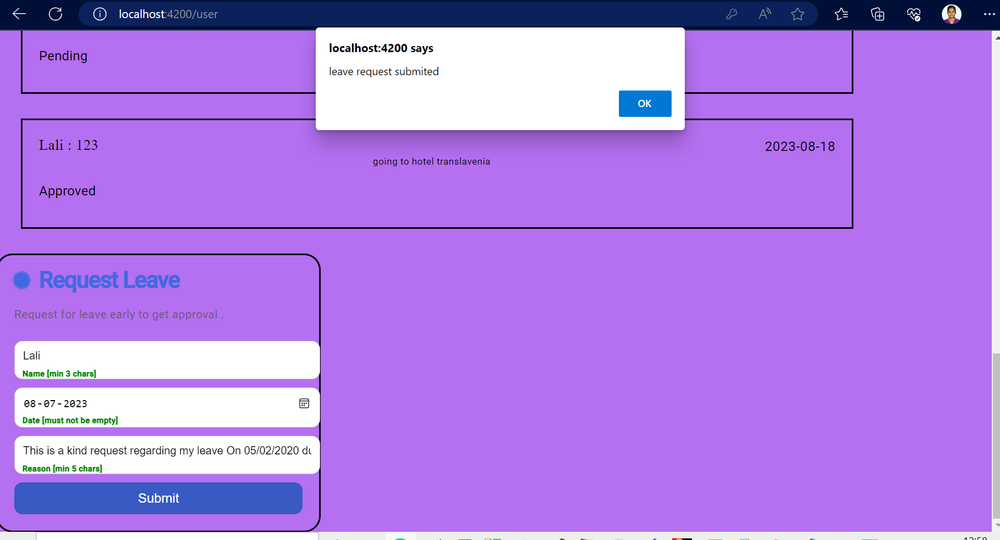 localhost:4200/user
localhost:4200 says
leave request submited
OK
Pending
Lali : 123
2023-08-18
going to hotel translavenia
Approved
Request Leave
Request for leave early to get approval .
Lali
Name [min 3 chars]
08-07-2023
Date [must not be empty]
This is a kind request regarding my leave On 05/02/2020
Reason [min 5 chars]
Submit